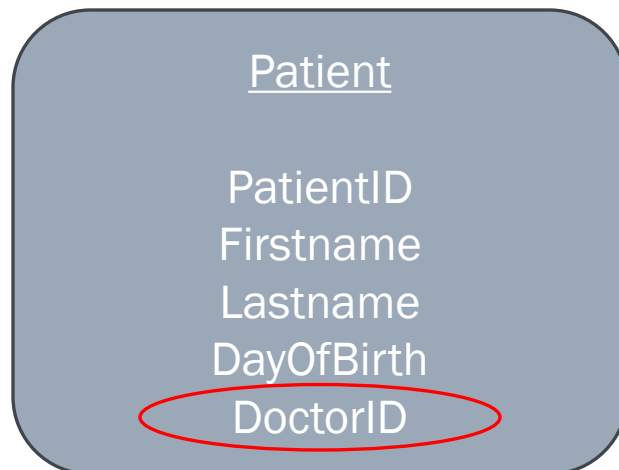 Patient
PatientID
Firstname
Lastname
DayOfBirth
DoctorID